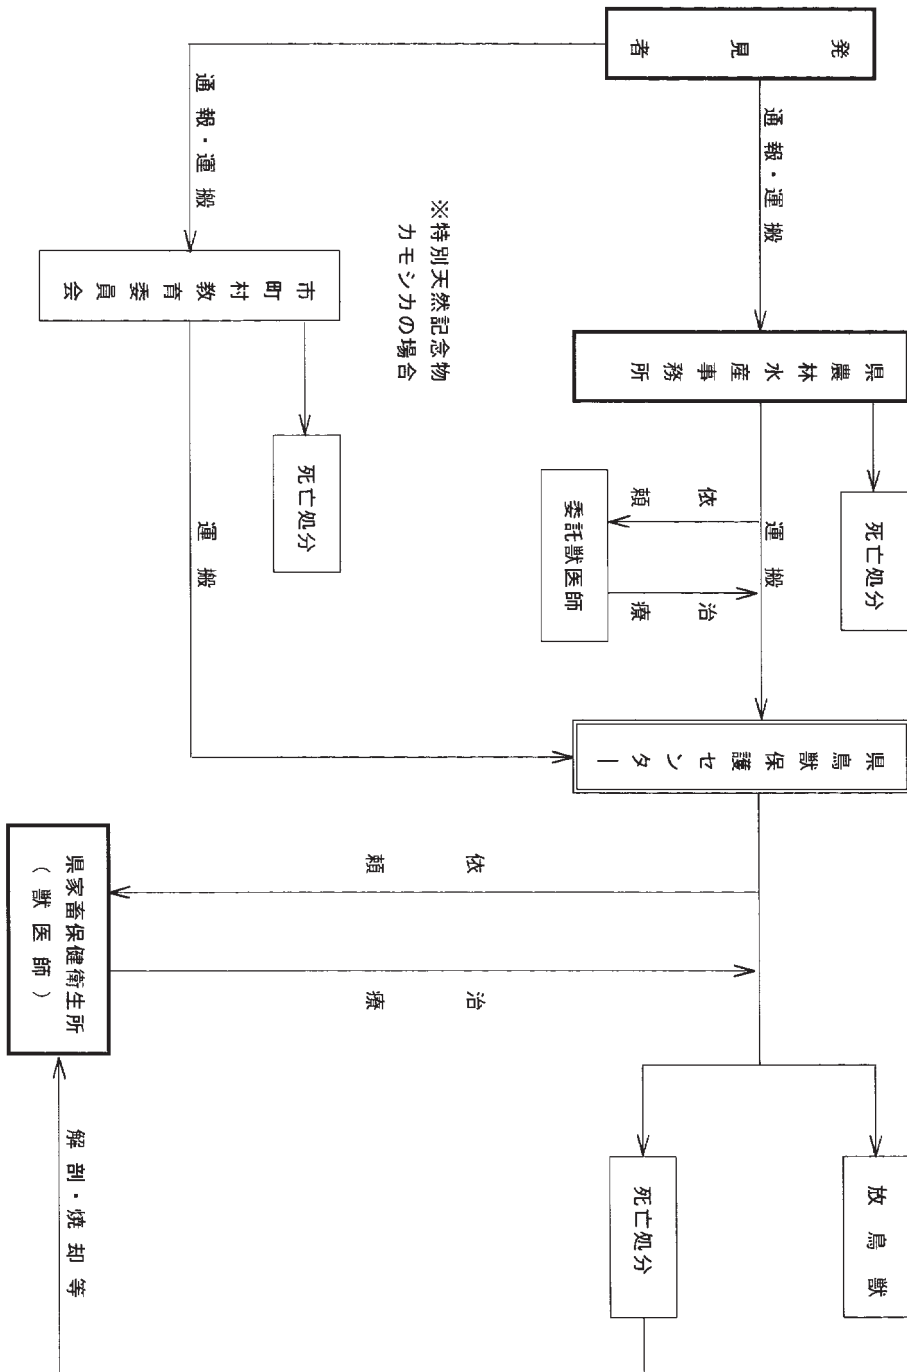 発見者
通報・運搬
県農林水産事務所
死亡処分
運搬
依頼
委託獣医師
治療
県鳥獣保護センター
放鳥獣
死亡処分
※特別天然記念物
カモシカの場合
通報・運搬
市町村教育委員会
死亡処分
運搬
依頼
治療
県家畜保健衛生所
（獣医師）
解剖・焼却等